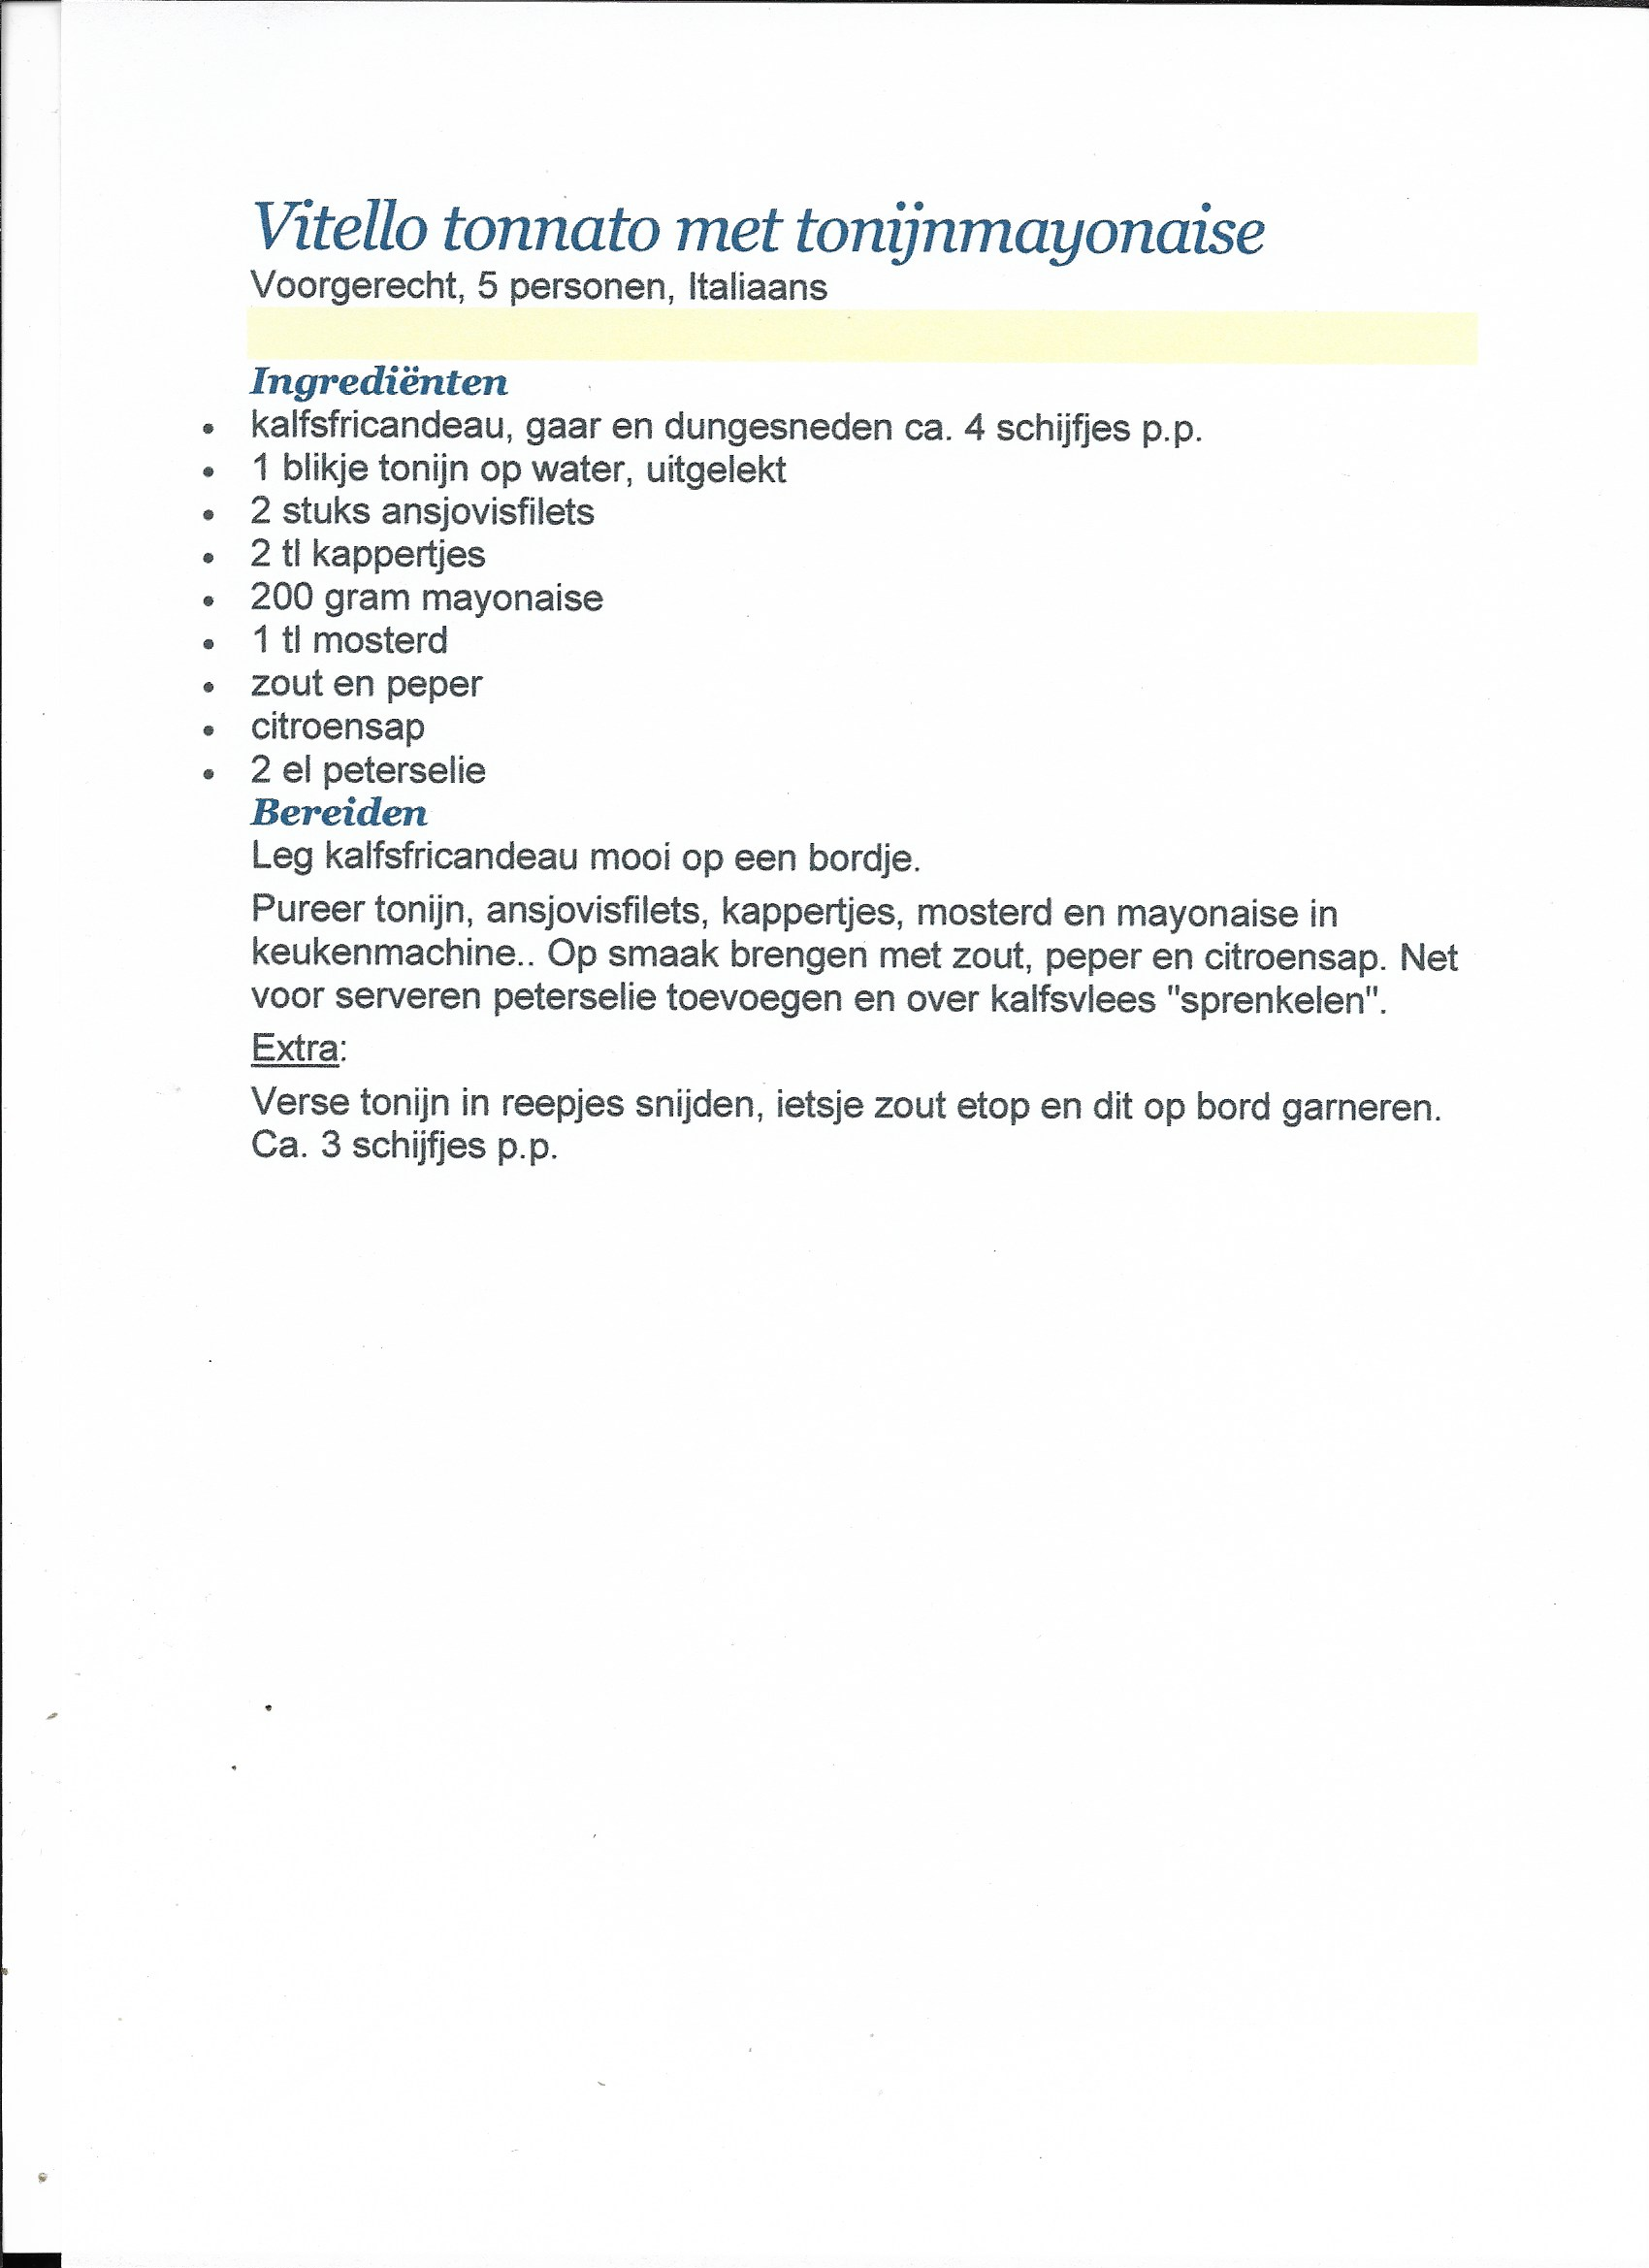 Vitello tonnato met tonijnmayonaise
Voorgerecht, 5 personen, Italiaans
Ingrediënten
• kalfsfricandeau, gaar en dungesneden ca. 4 schijfjes p.p.
• 1 blikje tonijn op water, uitgelekt
• 2 stuks ansjovisfilets
• 2 tl kappertjes
• 200 gram mayonaise
• 1 tl mosterd
• zout en peper
• citroensap
• 2 el peterselie
Bereiden
Leg kalfsfricandeau mooi op een bordje.
Pureer tonijn, ansjovisfilets, kappertjes, mosterd en mayonaise in
keukenmachine.. Op smaak brengen met zout, peper en citroensap. Net
voor serveren peterselie toevoegen en over kalfsvlees "sprenkelen".
Extra:
Verse tonijn in reepjes snijden, ietsje zout etop en dit op bord garneren.
Ca. 3 schijfjes p.p.